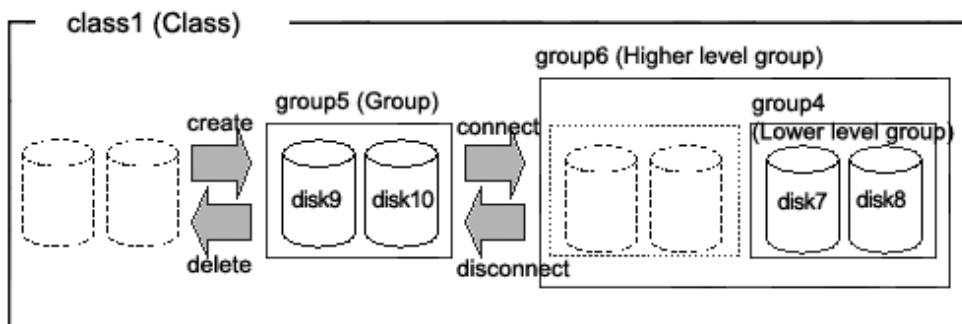 class1 (Class)
group6 (Higher level group)
group5 (Group)
group4
(Lower level group)
create
connect
disk9
disk10
disk7
disk8
delete
disconnect